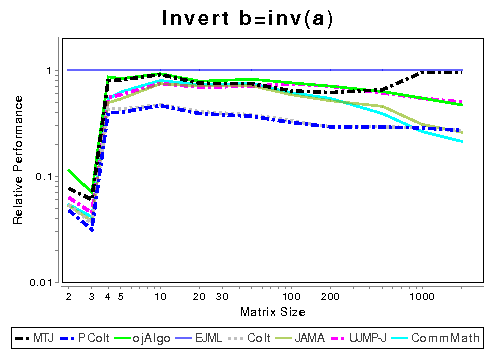 Invert b=inv(a)
Relative Performance
1
0.1
0.01
2 3 4 5 10 20 30 100 200 1000
Matrix Size
MTJ PColt ojAlgo EJML Colt JAMA UJMP-J CommMath